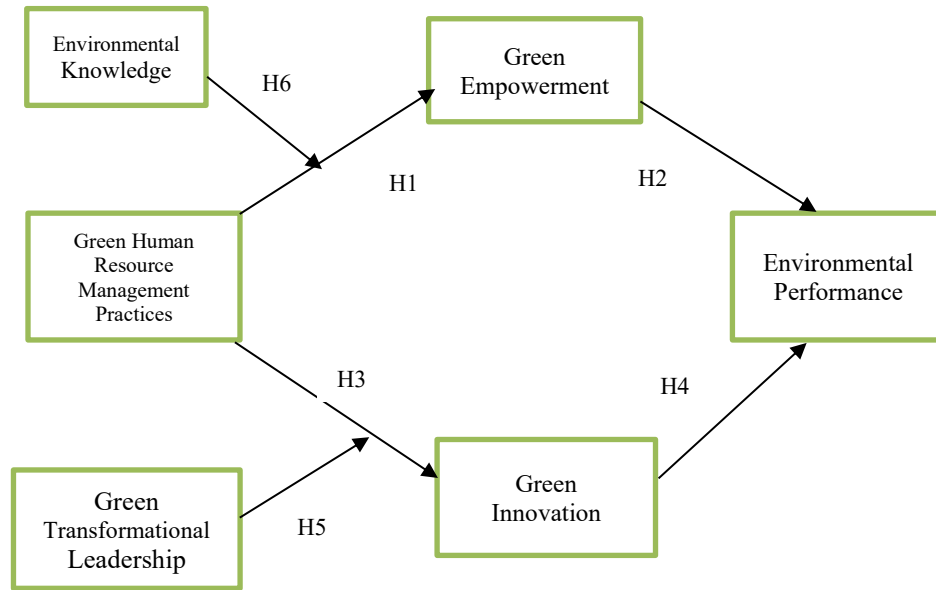 Environmental
Knowledge
H6
Green
Empowerment
H1
H2
Green Human
Resource
Management
Practices
Environmental
Performance
H3
H4
Green
Transformational
Leadership
H5
Green
Innovation